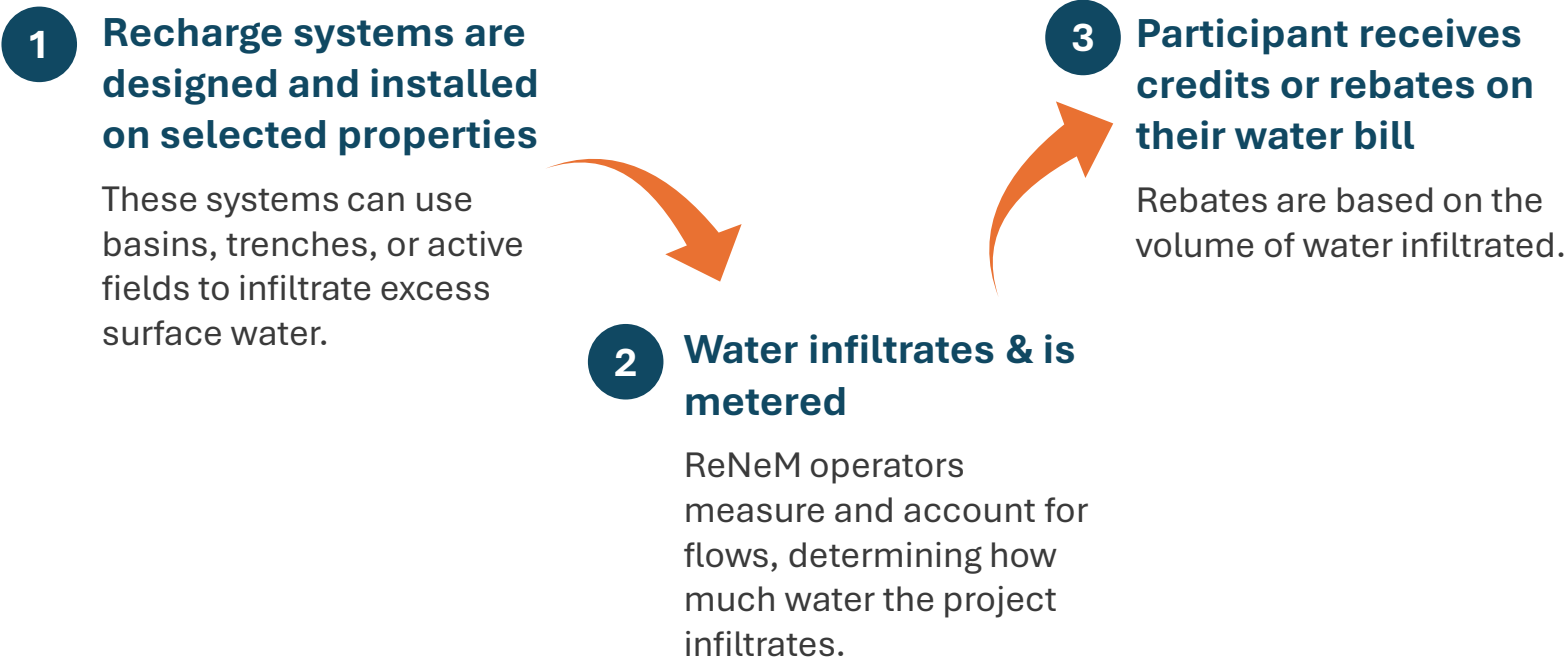 1
Recharge systems are
designed and installed
on selected properties
These systems can use
basins, trenches, or active
fields to infiltrate excess
surface water.
2
Water infiltrates & is
metered
ReNeM operators
measure and account for
flows, determining how
much water the project
infiltrates.
3
Participant receives
credits or rebates on
their water bill
Rebates are based on the
volume of water infiltrated.